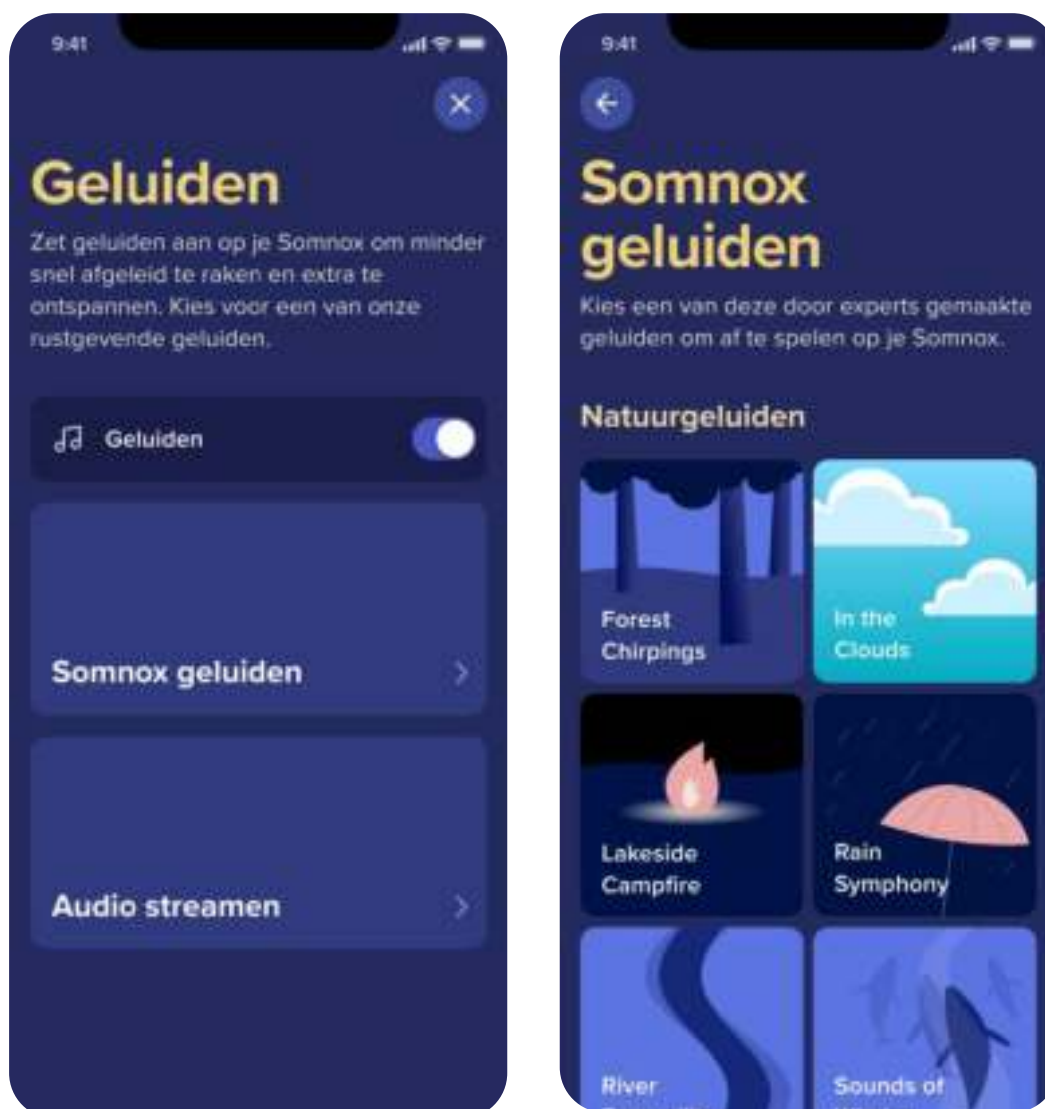 9:41
Geluiden
Zet geluiden aan op je Somnox om minder
snel afgeleid te raken en extra te
ontspannen. Kies voor een van onze
rustgevende geluiden.
Geluiden
Somnox geluiden
Audio streamen
9:41
Somnox
geluiden
Kies een van deze door experts gemaakte
geluiden om af te spelen op je Somnox.
Natuurgeluiden
Forest
Chirpings
In the
Clouds
Lakeside
Campfire
Rain
Symphony
River
Sounds of